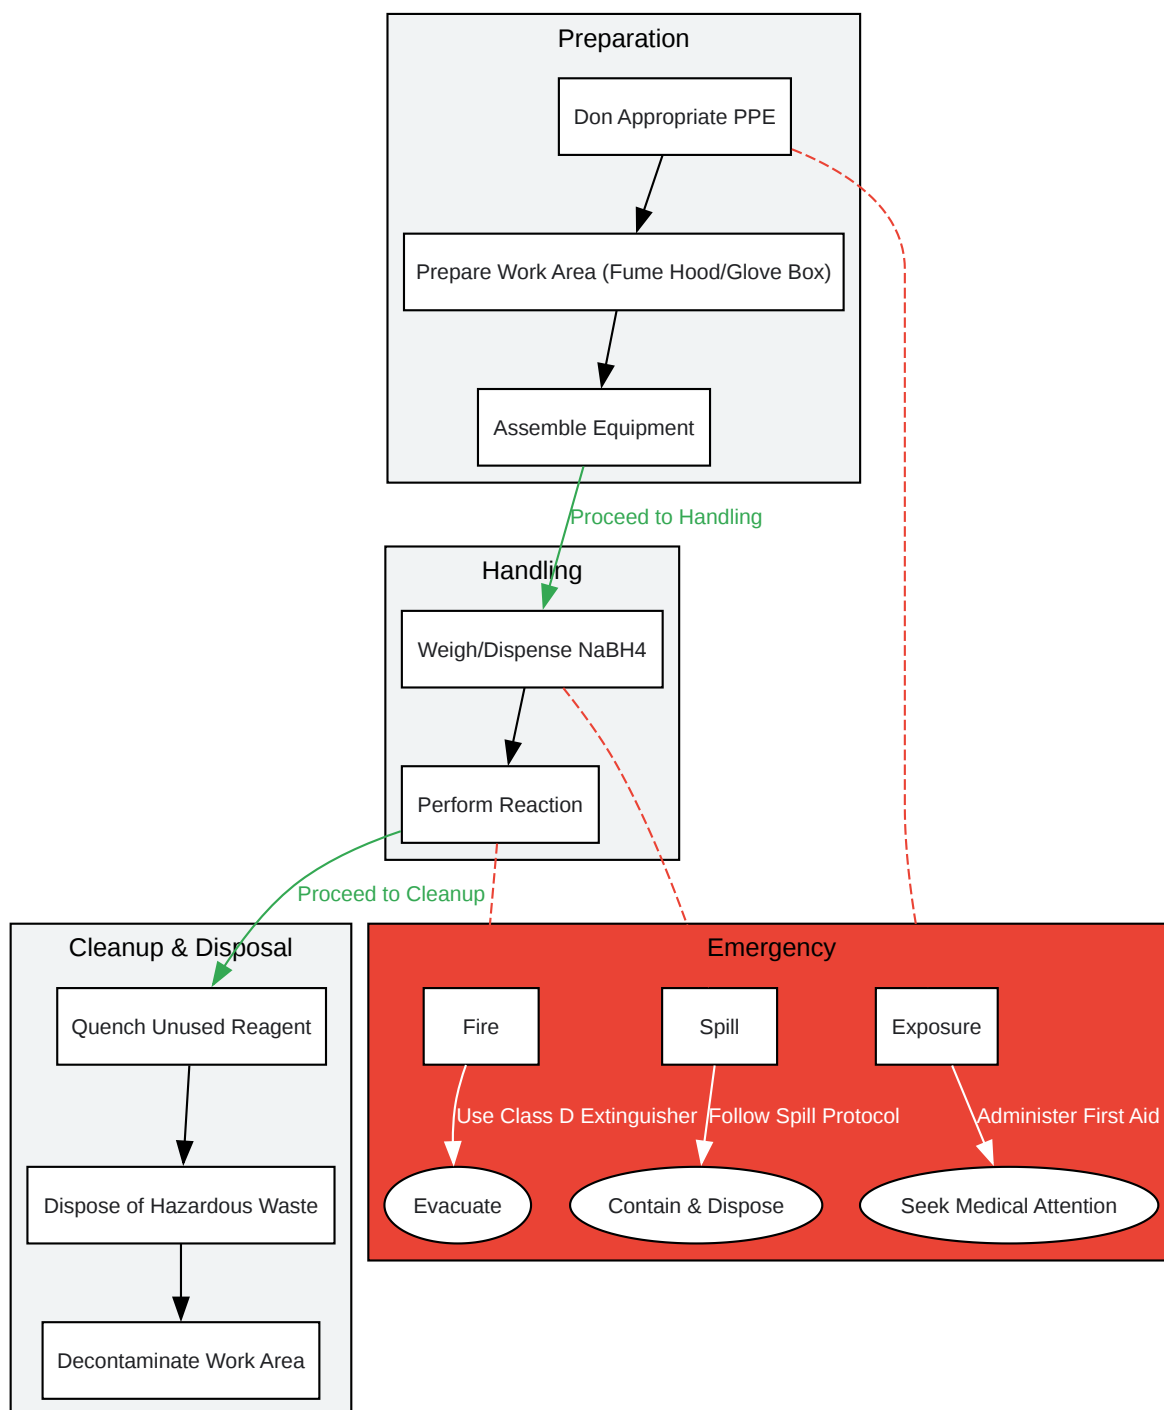 Preparation
Don Appropriate PPE
Prepare Work Area (Fume Hood/Glove Box)
Assemble Equipment
Proceed to Handling
Handling
Weigh/Dispense NaBH4
Perform Reaction
Proceed to Cleanup
Cleanup & Disposal
Quench Unused Reagent
Dispose of Hazardous Waste
Decontaminate Work Area
Emergency
Fire
Spill
Exposure
Use Class D Extinguisher
Follow Spill Protocol
Administer First Aid
Evacuate
Contain & Dispose
Seek Medical Attention